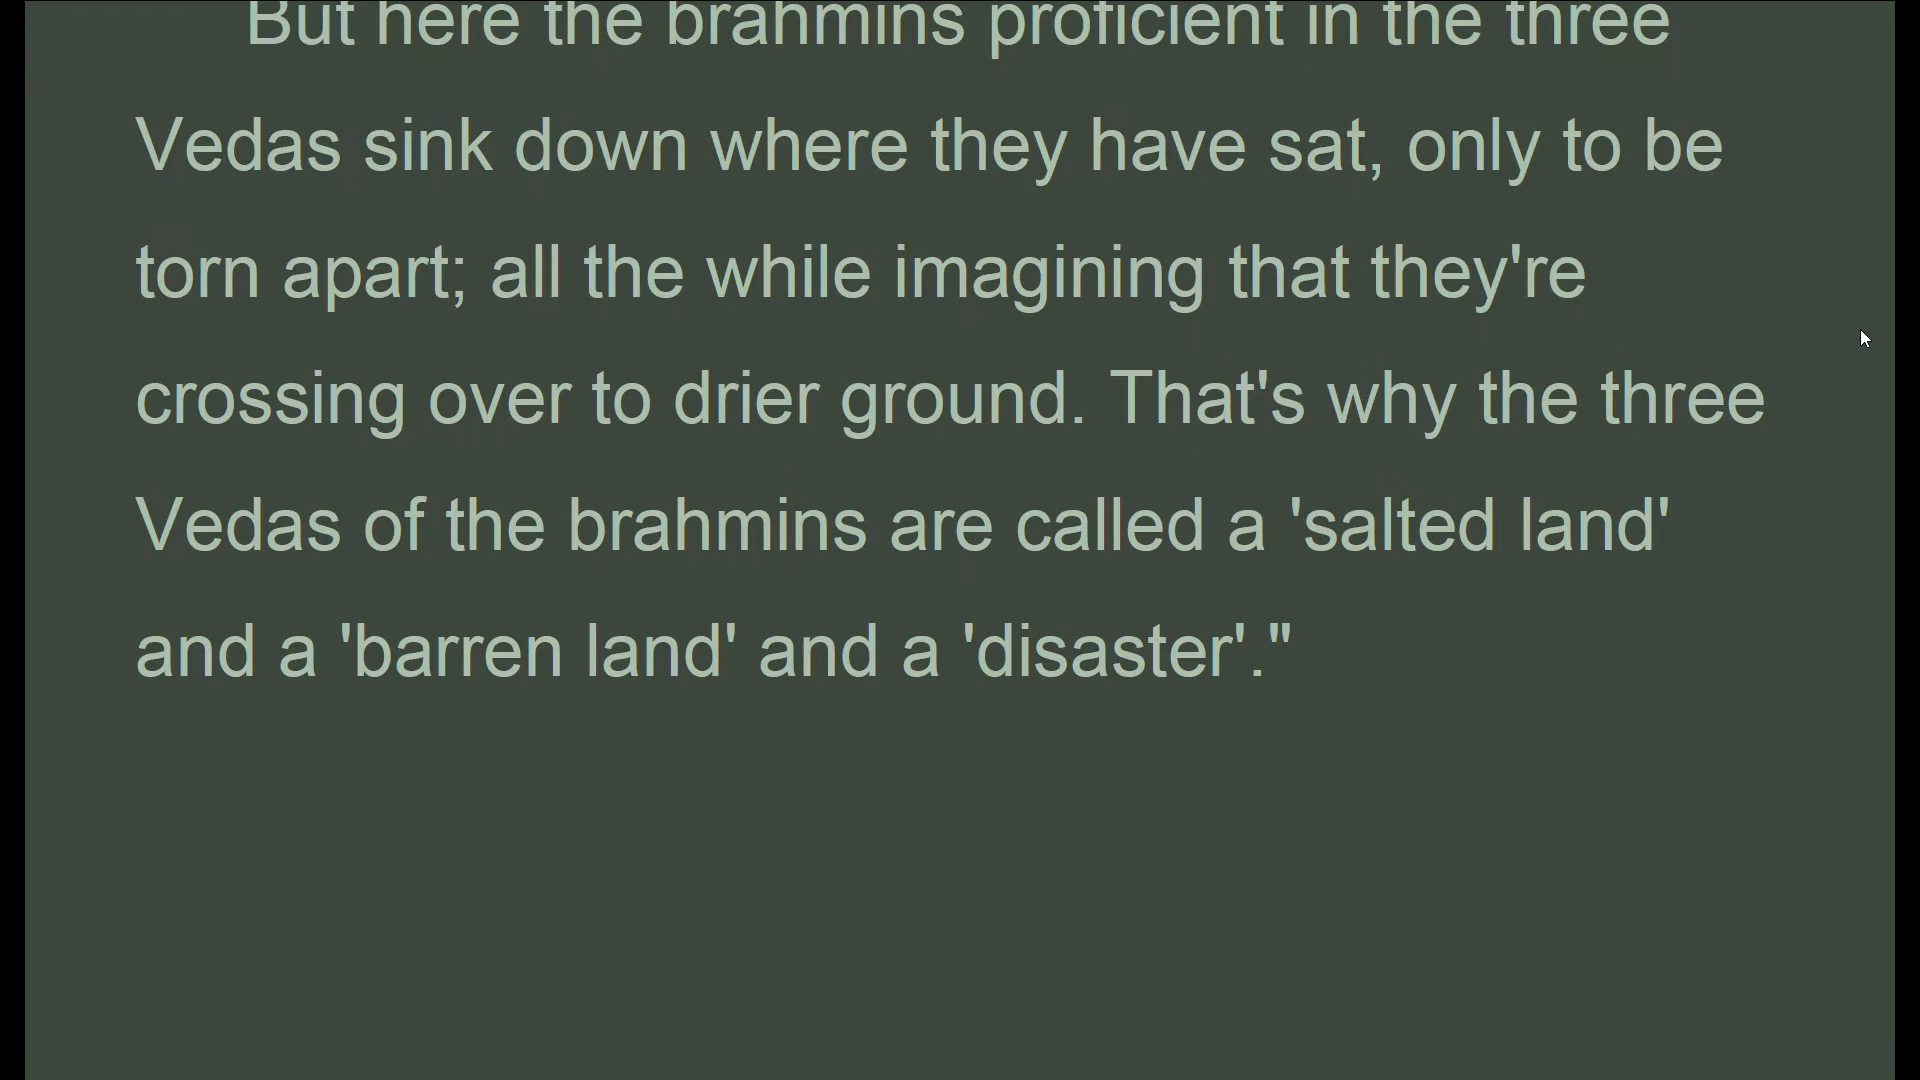 But here the brahmins proficient in the three
Vedas sink down where they have sat, only to be
torn apart; all the while imagining that they're
crossing over to drier ground. That's why the three
Vedas of the brahmins are called a 'salted land'
and a 'barren land' and a 'disaster'."